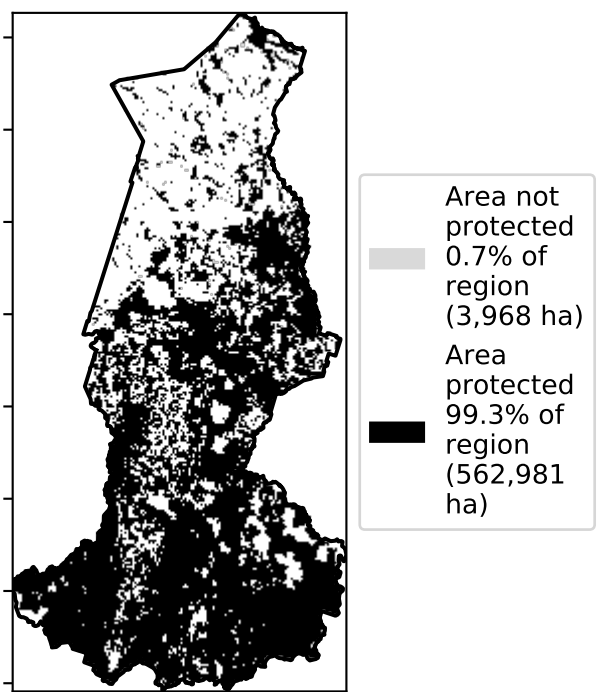 Area not
protected
0.7% of
region
(3,968 ha)
Area
protected
99.3% of
region
(562,981
ha)